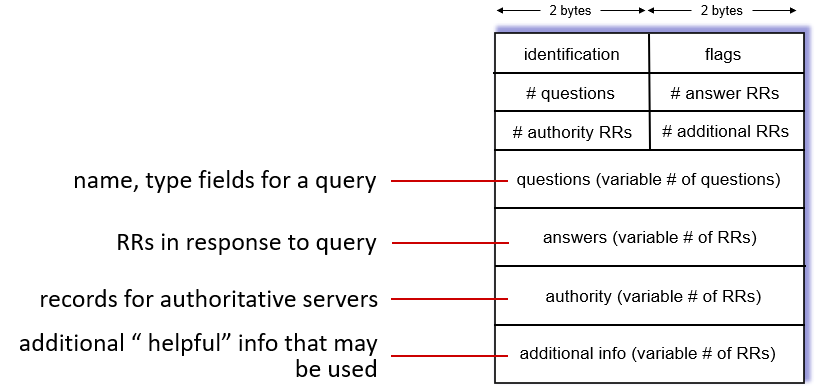 2 bytes 2 bytes
identification flags
# questions # answer RRs
# authority RRs # additional RRs
name, type fields for a query questions (variable # of questions)
RRs in response to query answers (variable # of RRs)
records for authoritative servers authority (variable # of RRs)
additional “ helpful” info that may
be used
additional info (variable # of RRs)